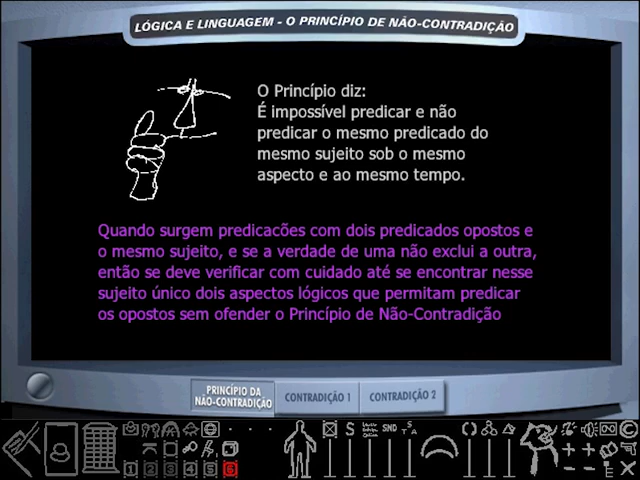 LÓGICA E LINGUAGEM - O PRINCÍPIO DE NÃO-CONTRADIÇÃO
O Princípio diz:
É impossível predicar e não
predicar o mesmo predicado do
mesmo sujeito sob o mesmo
aspecto e ao mesmo tempo.
Quando surgem predicacões com dois predicados opostos e
o mesmo sujeito, e se a verdade de uma não exclui a outra,
então se deve verificar com cuidado até se encontrar nesse
sujeito único dois aspectos lógicos que permitam predicar
os opostos sem ofender o Princípio de Não-Contradição
PRINCÍPIO DA
NÃO-CONTRADIÇÃO
CONTRADIÇÃO 1
CONTRADIÇÃO 2
S
SND
1 2 3 4 5 6